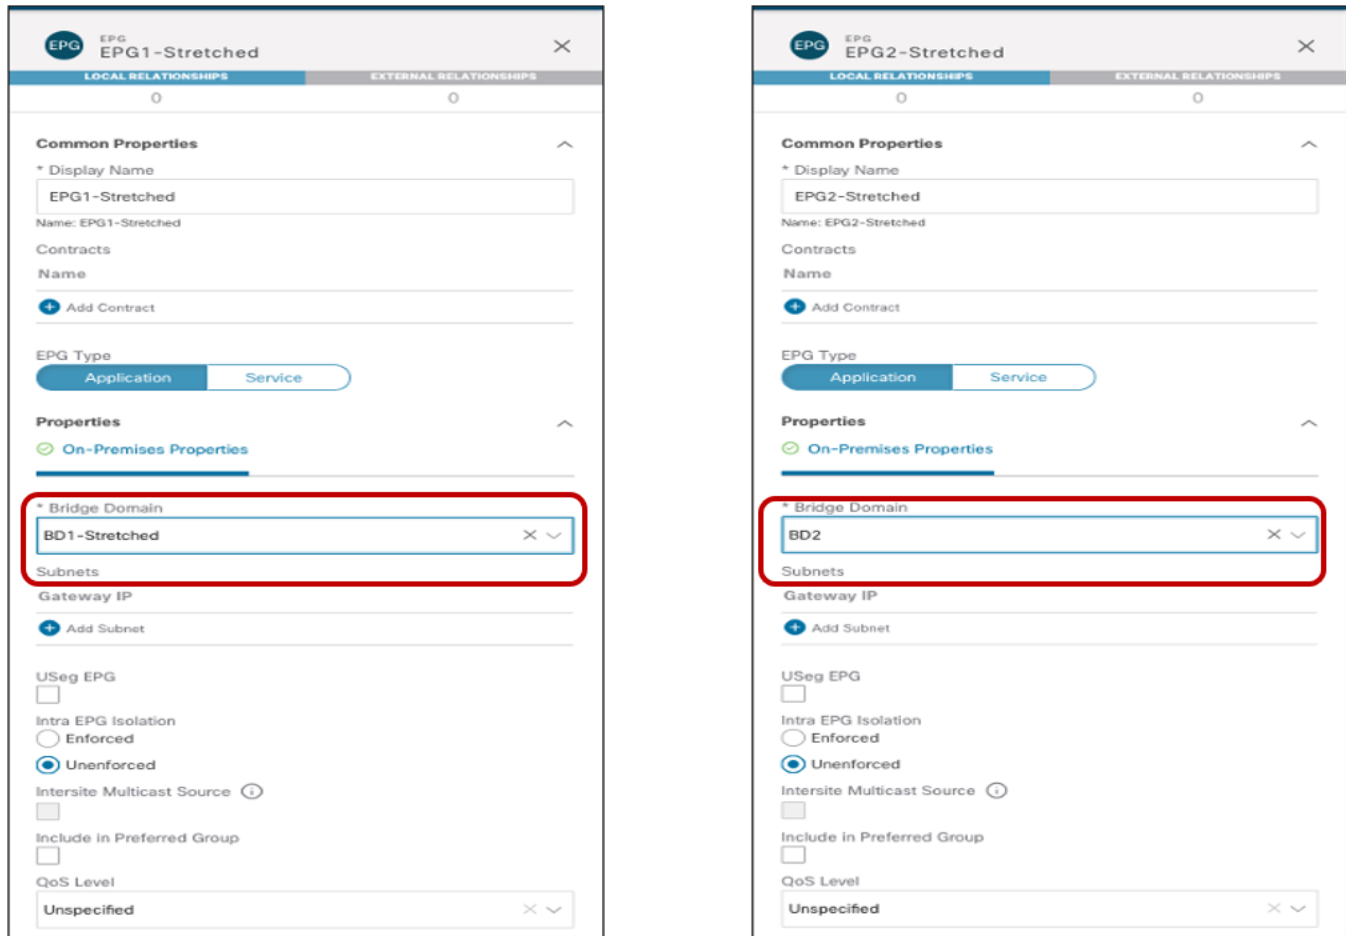 EPG
EPG
EPG1-Stretched
LOCAL RELATIONSHIPS
EXTERNAL RELATIONSHIPS
0
0
Common Properties
* Display Name
EPG1-Stretched
Name: EPG1-Stretched
Contracts
Name
Add Contract
EPG Type
Application
Service
Properties
On-Premises Properties
* Bridge Domain
BD1-Stretched
Subnets
Gateway IP
Add Subnet
USeg EPG
Intra EPG Isolation
Enforced
Unenforced
Intersite Multicast Source
Include in Preferred Group
QoS Level
Unspecified
EPG
EPG
EPG2-Stretched
LOCAL RELATIONSHIPS
EXTERNAL RELATIONSHIPS
0
0
Common Properties
* Display Name
EPG2-Stretched
Name: EPG2-Stretched
Contracts
Name
Add Contract
EPG Type
Application
Service
Properties
On-Premises Properties
* Bridge Domain
BD2
Subnets
Gateway IP
Add Subnet
USeg EPG
Intra EPG Isolation
Enforced
Unenforced
Intersite Multicast Source
Include in Preferred Group
QoS Level
Unspecified